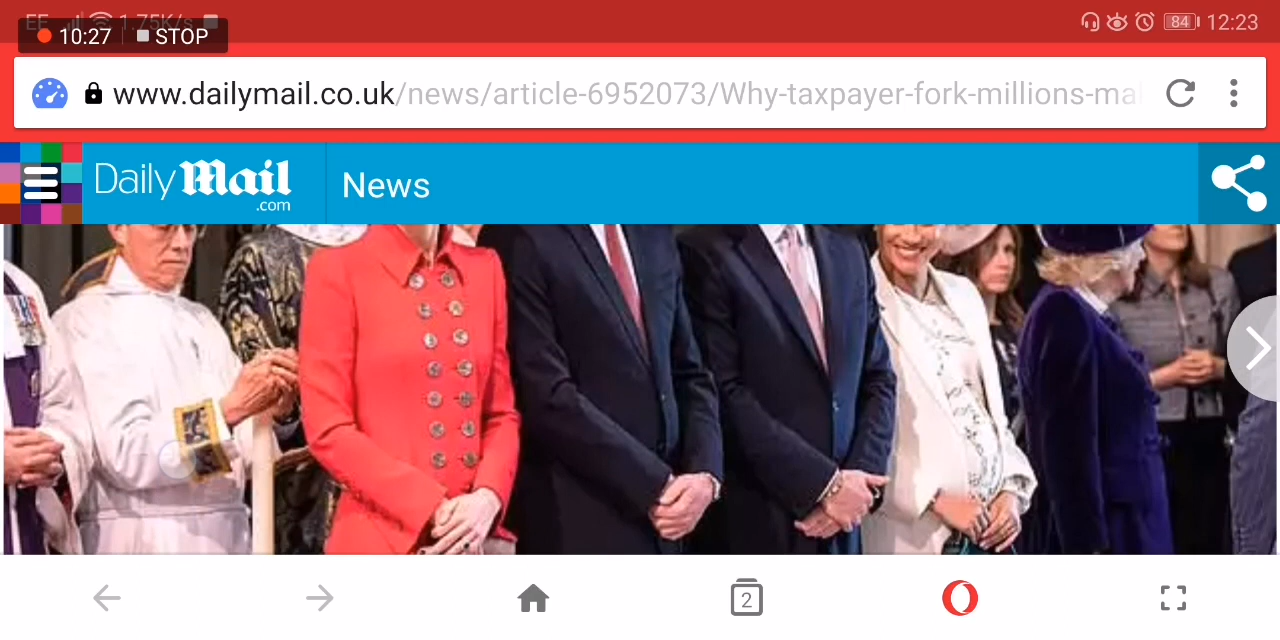 EE 1.75K/s 84 12:23
10:27 STOP
www.dailymail.co.uk/news/article-6952073/Why-taxpayer-fork-millions-ma
Daily Mail News
.com
2